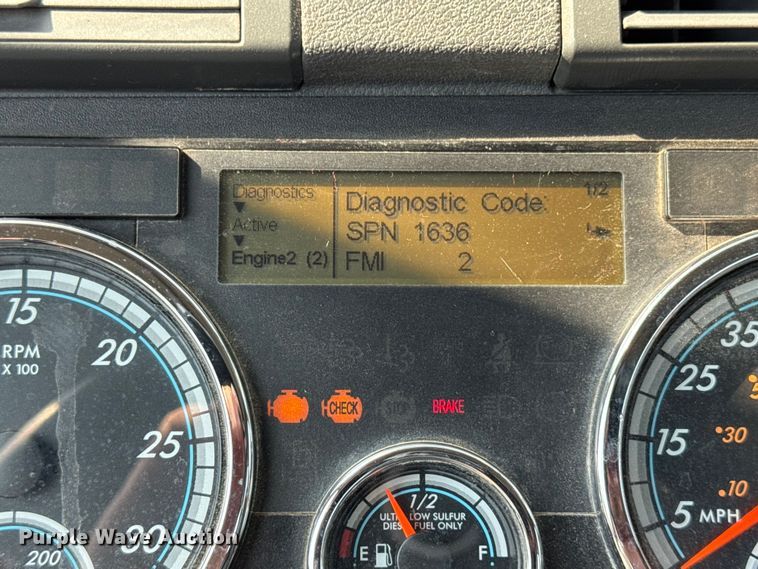 Diagnostics
Active
Engine2 (2)
Diagnostic Code:
1/2
SPN 1636
FMI 2
15
RPM
X 100
20
25
30
200
CHECK
STOP
BRAKE
1/2
ULTRA LOW SULFUR
DIESEL FUEL ONLY
E
F
35
25
15
5 MPH
30
10
Purple Wave Auction